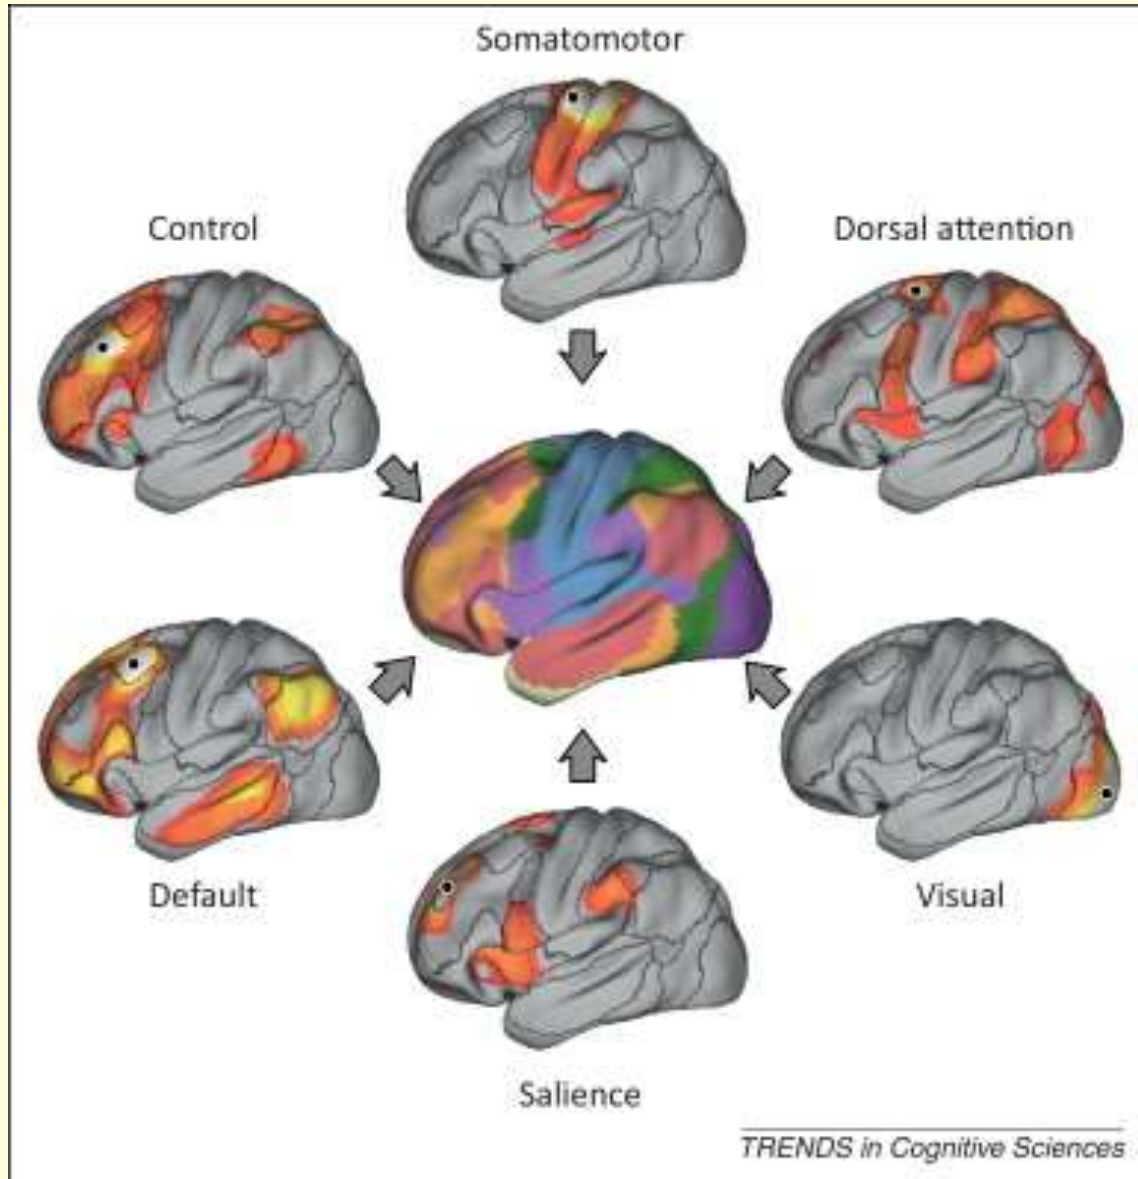 Somatomotor
Control
Dorsal attention
Default
Visual
Salience
TRENDS in Cognitive Sciences